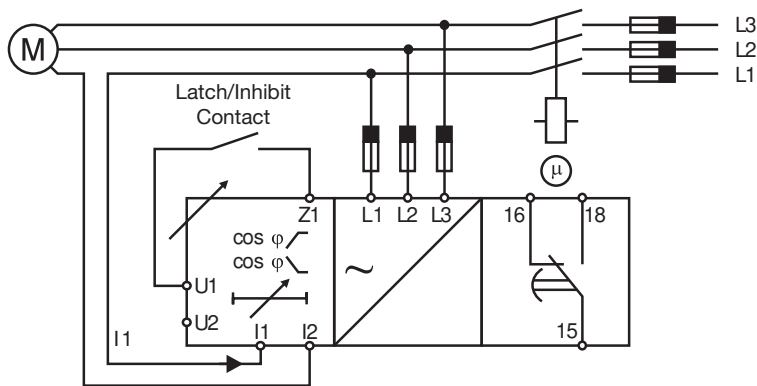 L3
M
L2
L1
Latch/Inhibit
Contact
μ
Z1
L1
L2
L3
16
18
cos φ
cos φ
~
U1
U2
I1
I1
I2
15